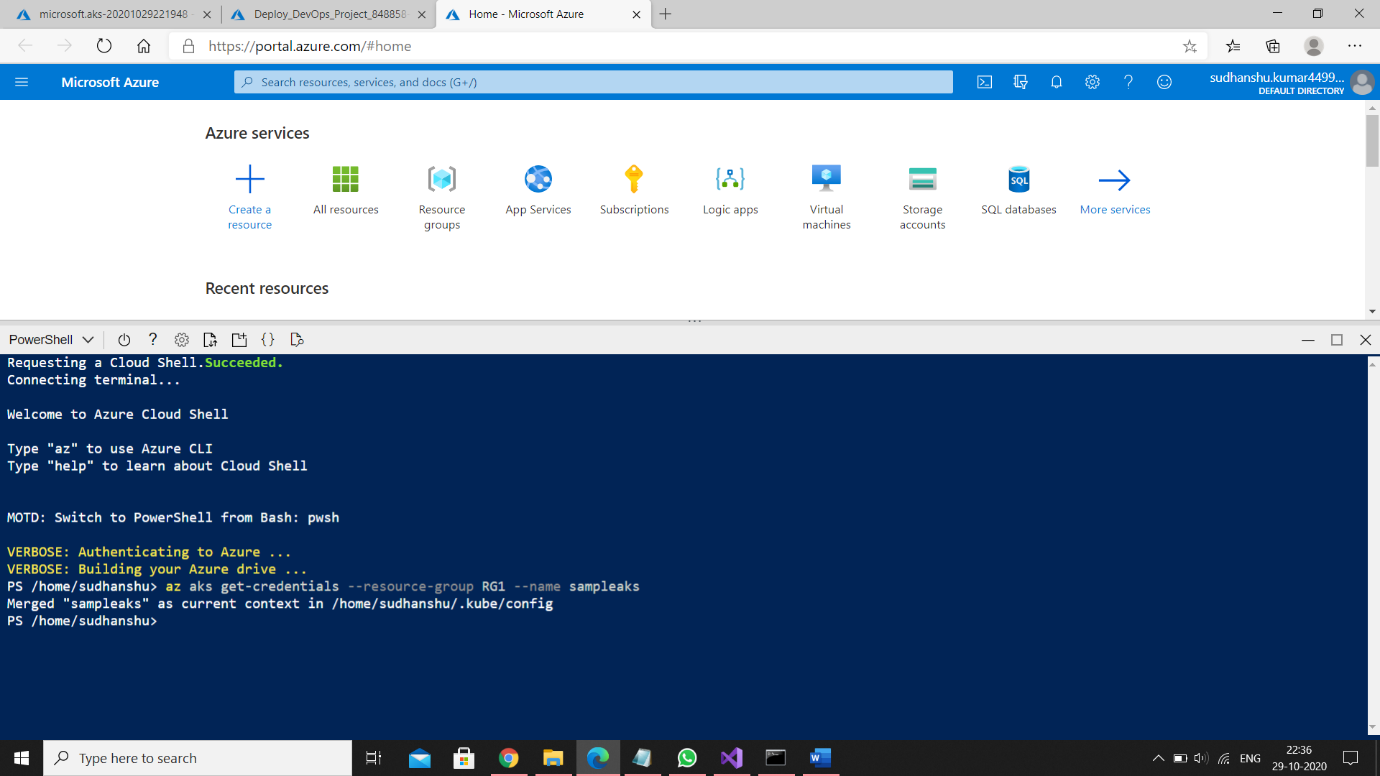 microsoft.aks-20201029221948 -
Deploy_DevOps_Project_848858
Home - Microsoft Azure
https://portal.azure.com/#home
Microsoft Azure
Search resources, services, and docs (G+/)
sudhanshu.kumar4499...
DEFAULT DIRECTORY
Azure services
Create a
resource
All resources
Resource
groups
App Services
Subscriptions
Logic apps
Virtual
machines
Storage
accounts
SQL
SQL databases
More services
Recent resources
PowerShell
Requesting a Cloud Shell.Succeeded.
Connecting terminal...
Welcome to Azure Cloud Shell
Type "az" to use Azure CLI
Type "help" to learn about Cloud Shell
MOTD: Switch to PowerShell from Bash: pwsh
VERBOSE: Authenticating to Azure ...
VERBOSE: Building your Azure drive ...
PS /home/sudhanshu> az aks get-credentials --resource-group RG1 --name sampleaks
Merged "sampleaks" as current context in /home/sudhanshu/.kube/config
PS /home/sudhanshu>
Type here to search
ENG
22:36
29-10-2020